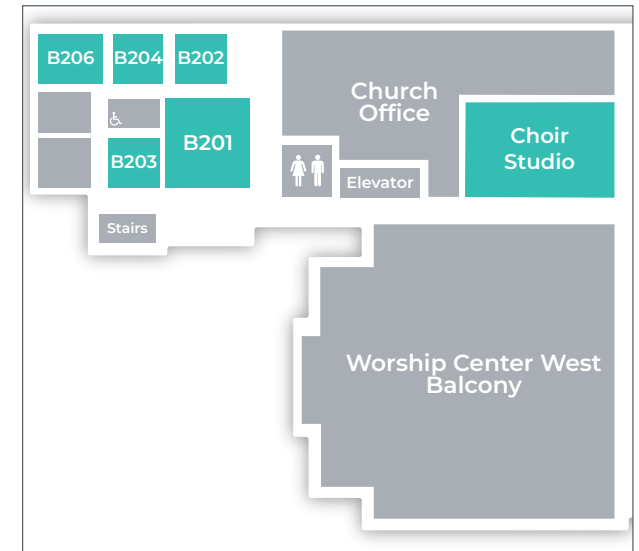 B206
B204
B202
Church
Office
Choir
Studio
B201
B203
Elevator
Stairs
Worship Center West
Balcony